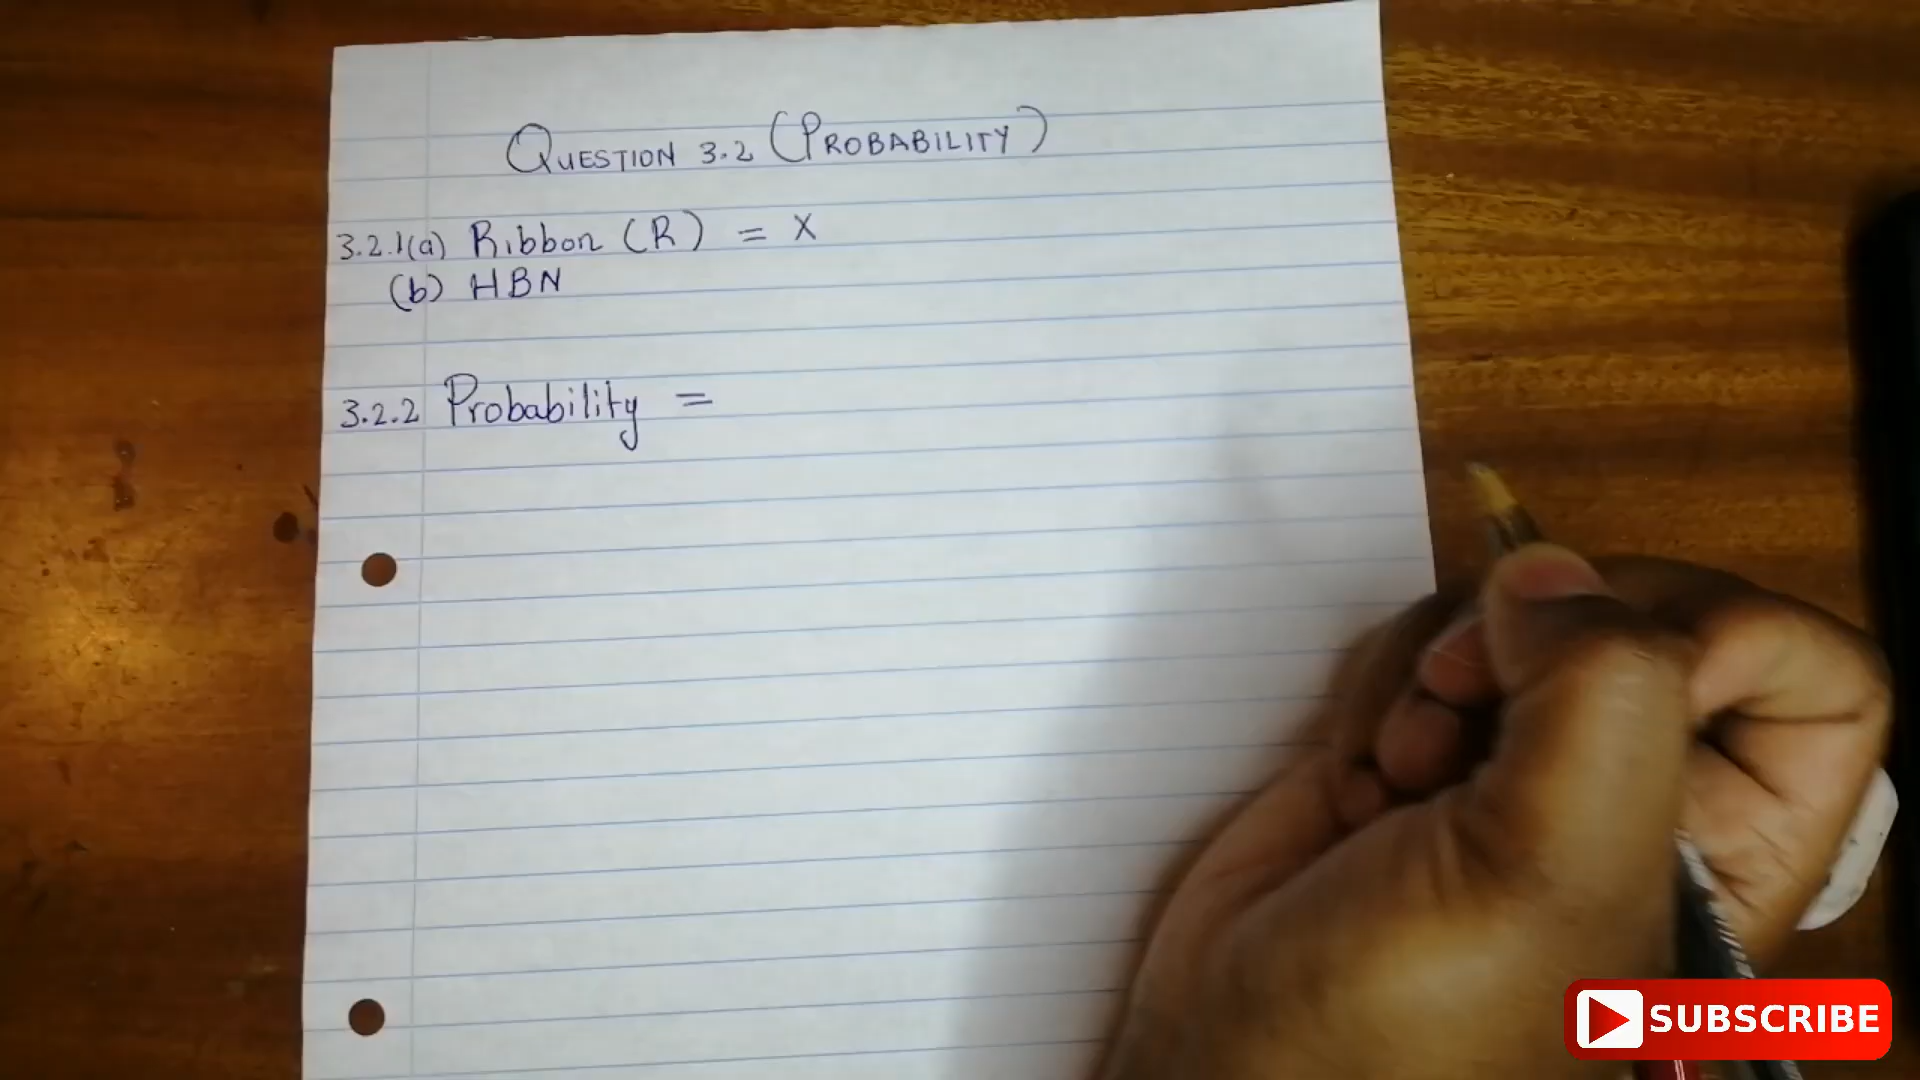 QUESTION 3.2 (PROBABILITY)
3.2.1(a) Ribbon (R) = X
(b) HBN
3.2.2 Probability =
SUBSCRIBE